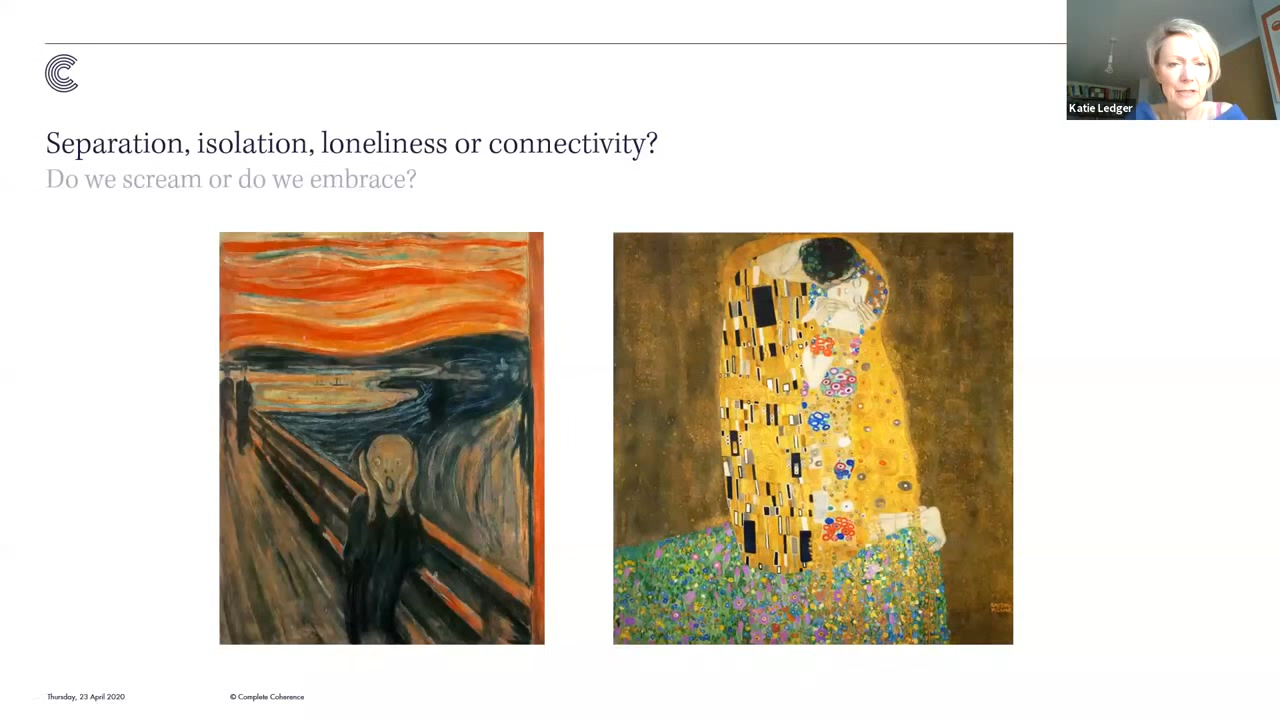 Katie Ledger
Separation, isolation, loneliness or connectivity?
Do we scream or do we embrace?
Thursday, 23 April 2020
© Complete Coherence